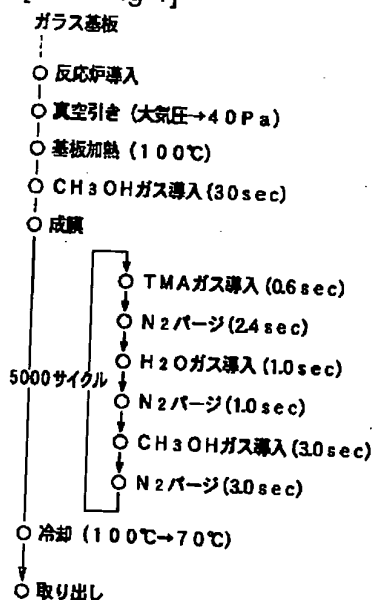 ガラス基板
反応炉導入
真空引き (大気圧→40Pa)
基板加熱 (100℃)
CH3OHガス導入 (30sec)
成膜
TMAガス導入 (0.6sec)
N2パージ (2.4sec)
H2Oガス導入 (1.0sec)
5000サイクル
N2パージ (1.0sec)
CH3OHガス導入 (3.0sec)
N2パージ (3.0sec)
冷却 (100℃→70℃)
取り出し